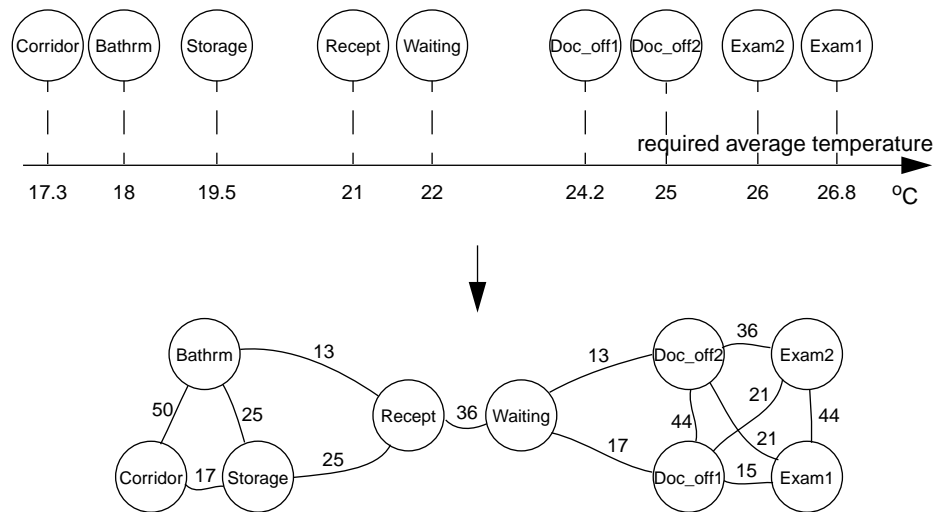 Corridor Bathrm Storage Recept Waiting Doc_off1 Doc_off2 Exam2 Exam1
required average temperature
17.3 18 19.5 21 22 24.2 25 26 26.8 ºC
36
13 13
Bathrm Doc_off2 Exam2
21
50 25 36 44 44
Recept Waiting
21
25 17
17 15
Corridor Storage Doc_off1 Exam1